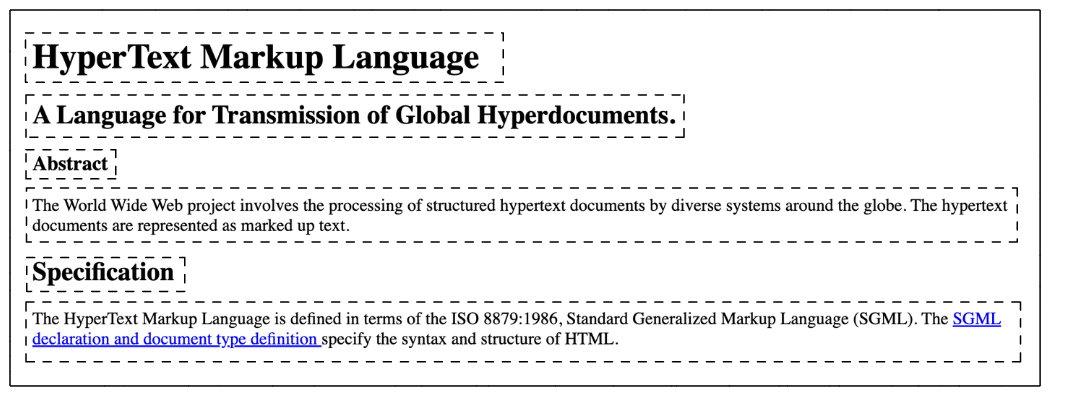 HyperText Markup Language
A Language for Transmission of Global Hyperdocuments.
Abstract
The World Wide Web project involves the processing of structured hypertext documents by diverse systems around the globe. The hypertext
documents are represented as marked up text.
Specification
The HyperText Markup Language is defined in terms of the ISO 8879:1986, Standard Generalized Markup Language (SGML). The SGML
declaration and document type definition specify the syntax and structure of HTML.